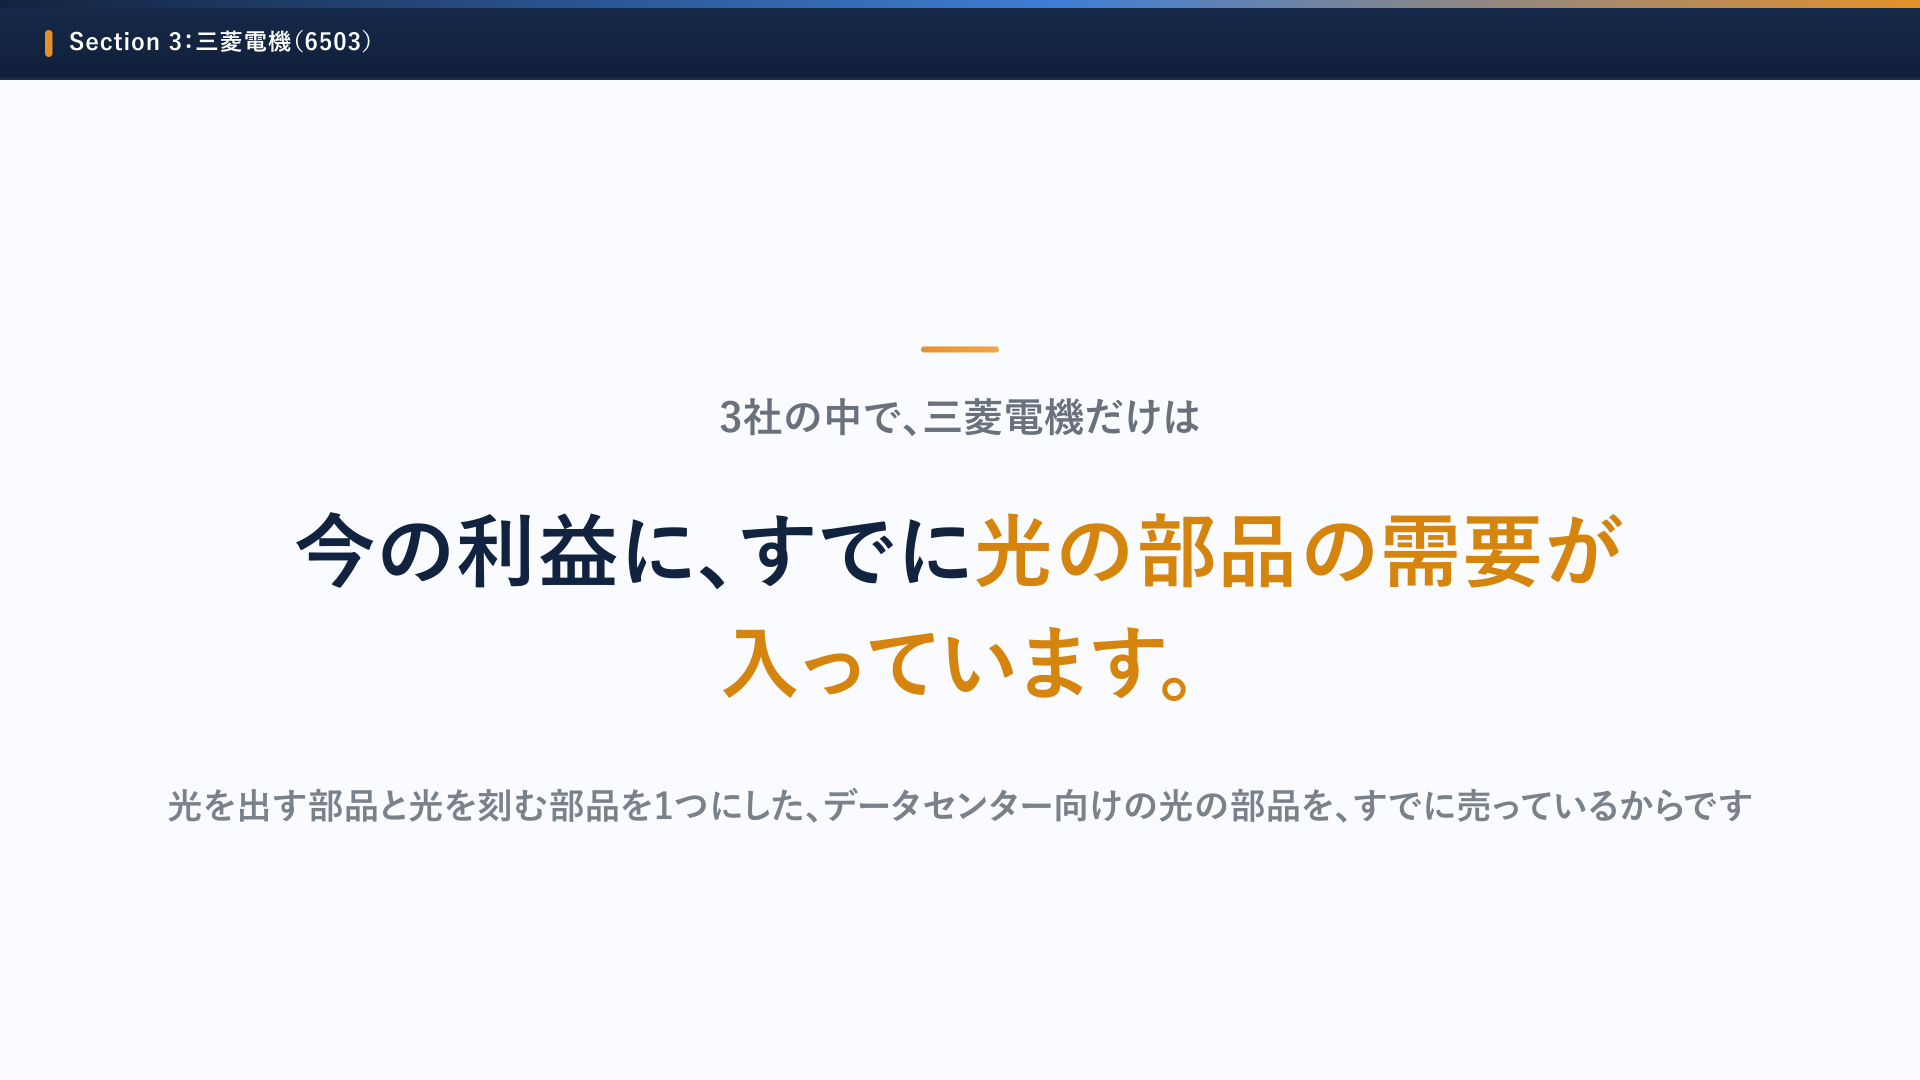 Section 3：三菱電機（6503）
3社の中で、三菱電機だけは
今の利益に、すでに光の部品の需要が
入っています。
光を出す部品と光を刻む部品を1つにした、データセンター向けの光の部品を、すでに売っているからです